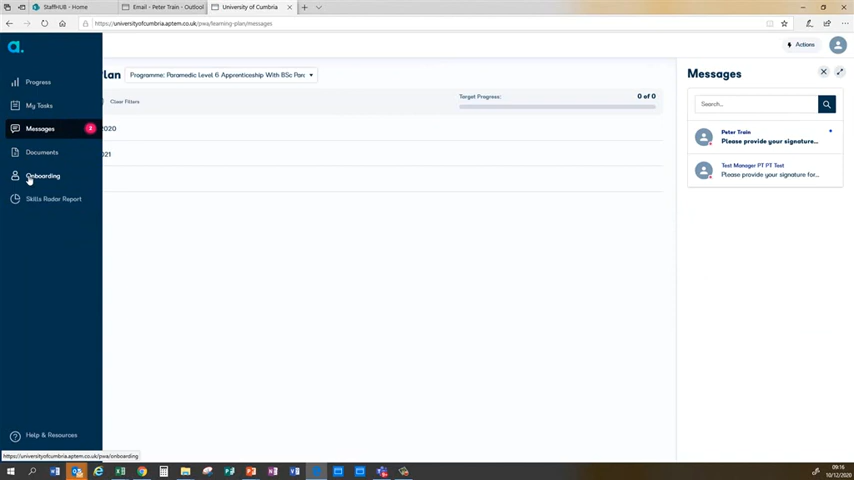 StaffHUB - Home
Email - Peter Train - Outlool
University of Cumbria
https://universityofcumbria.aptem.co.uk/pwa/learning-plan/messages
a.
Actions
Progress
My Tasks
Messages
Documents
Onboarding
Skills Radar Report
Help & Resources
lan
Programme: Paramedic Level 6 Apprenticeship With BSc Par
Clear Filters
Target Progress:
0 of 0
2020
021
Messages
Search...
Peter Train
Please provide your signature...
Test Manager PT PT Test
Please provide your signature for...
https://universityofcumbria.aptem.co.uk/pwa/onboarding
09:16
10/12/2020